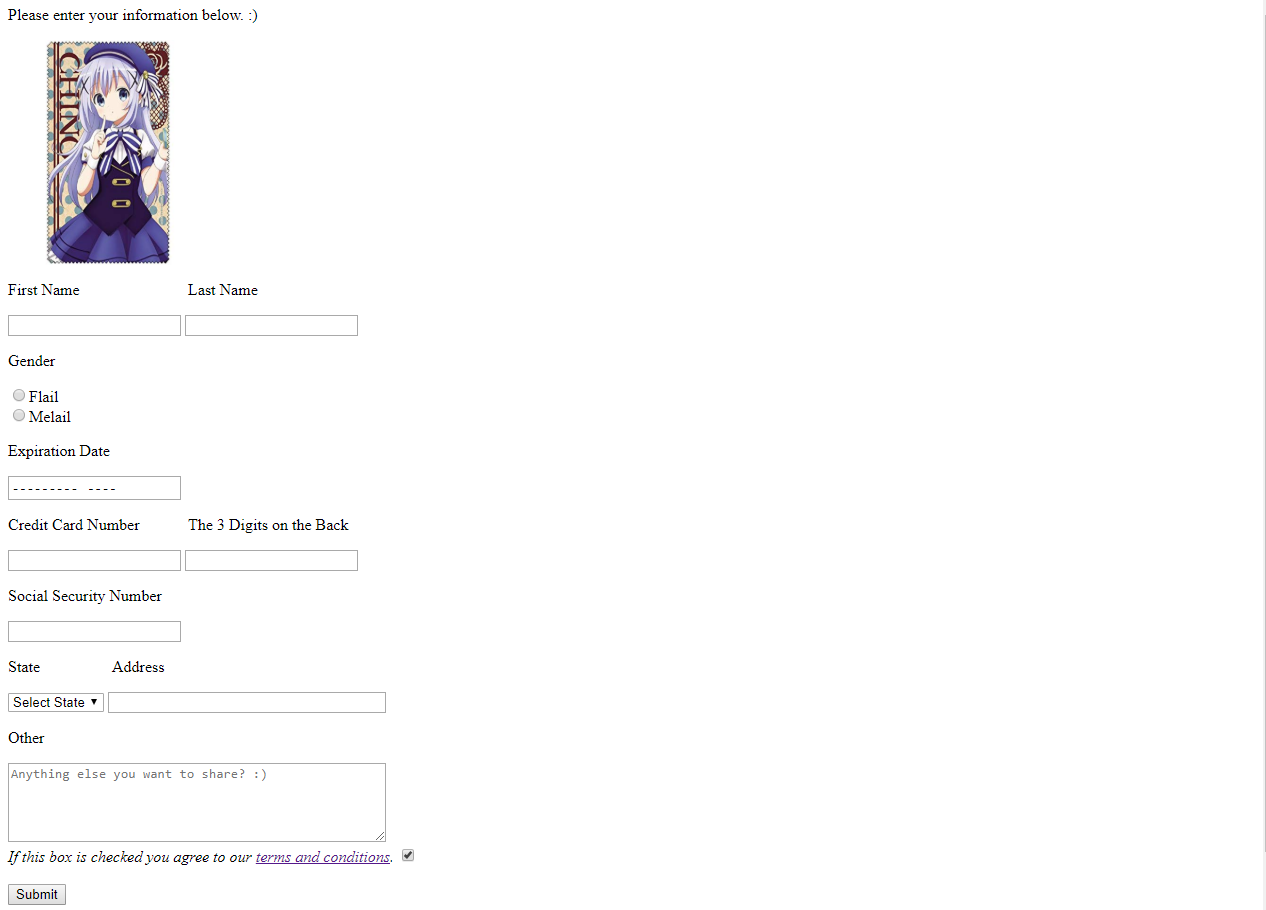 Please enter your information below. :)
CHINO
First Name Last Name
Gender
Flail
Melail
Expiration Date
--------- ----
Credit Card Number The 3 Digits on the Back
Social Security Number
State Address
Select State
Other
Anything else you want to share? :)
If this box is checked you agree to our terms and conditions.
Submit